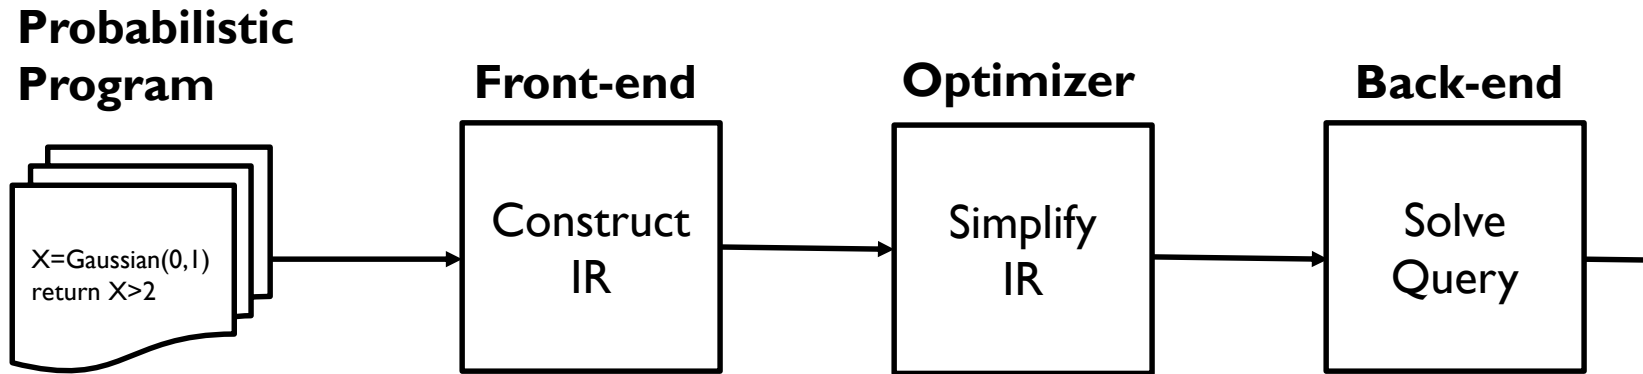 Probabilistic
Program
Front-end
Optimizer
Back-end
X=Gaussian(0,1)
return X>2
Construct
IR
Simplify
IR
Solve
Query